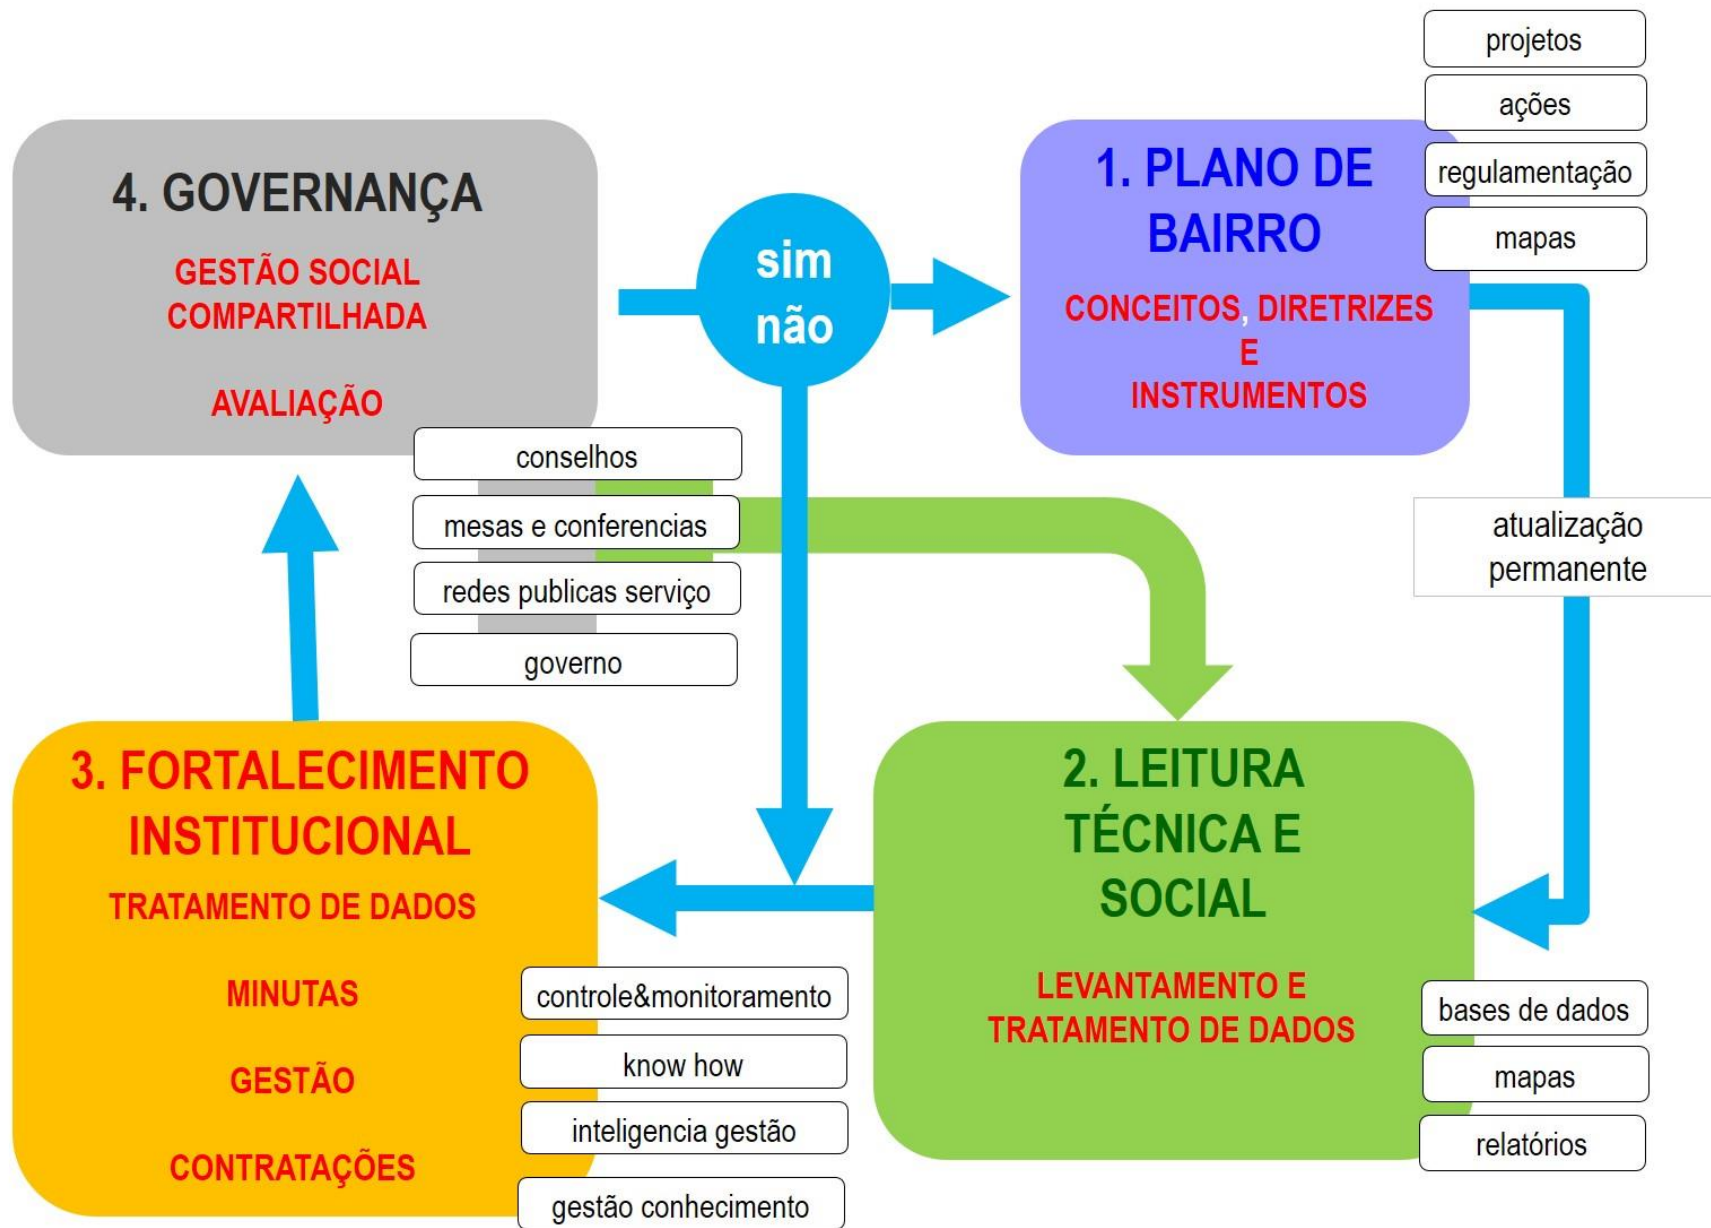 projetos
ações
regulamentação
mapas
4. GOVERNANÇA
GESTÃO SOCIAL
COMPARTILHADA
AVALIAÇÃO
sim
não
1. PLANO DE
BAIRRO
CONCEITOS, DIRETRIZES
E
INSTRUMENTOS
conselhos
mesas e conferencias
redes publicas serviço
governo
atualização
permanente
3. FORTALECIMENTO
INSTITUCIONAL
TRATAMENTO DE DADOS
MINUTAS
GESTÃO
CONTRATAÇÕES
controle&monitoramento
know how
inteligencia gestão
gestão conhecimento
2. LEITURA
TÉCNICA E
SOCIAL
LEVANTAMENTO E
TRATAMENTO DE DADOS
bases de dados
mapas
relatórios